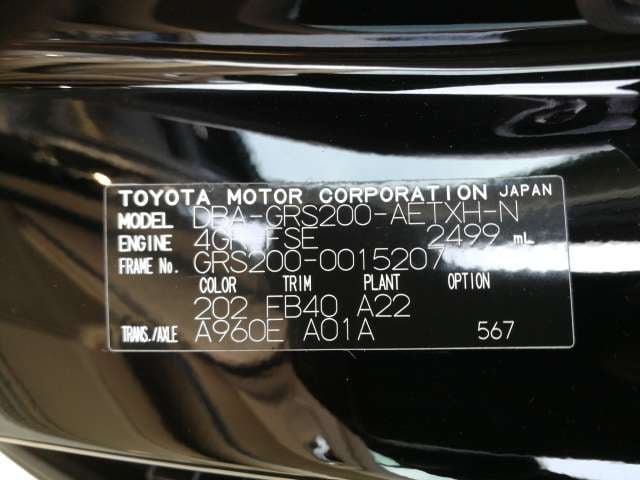 TOYOTA MOTOR CORPORATION JAPAN
MODEL DBA-GRS200-AETXH-N
ENGINE 4GR-FSE 2499 mL
FRAME No. GRS200-0015207
COLOR TRIM PLANT OPTION
202 FB40 A22
TRANS./AXLE A960E A01A 567